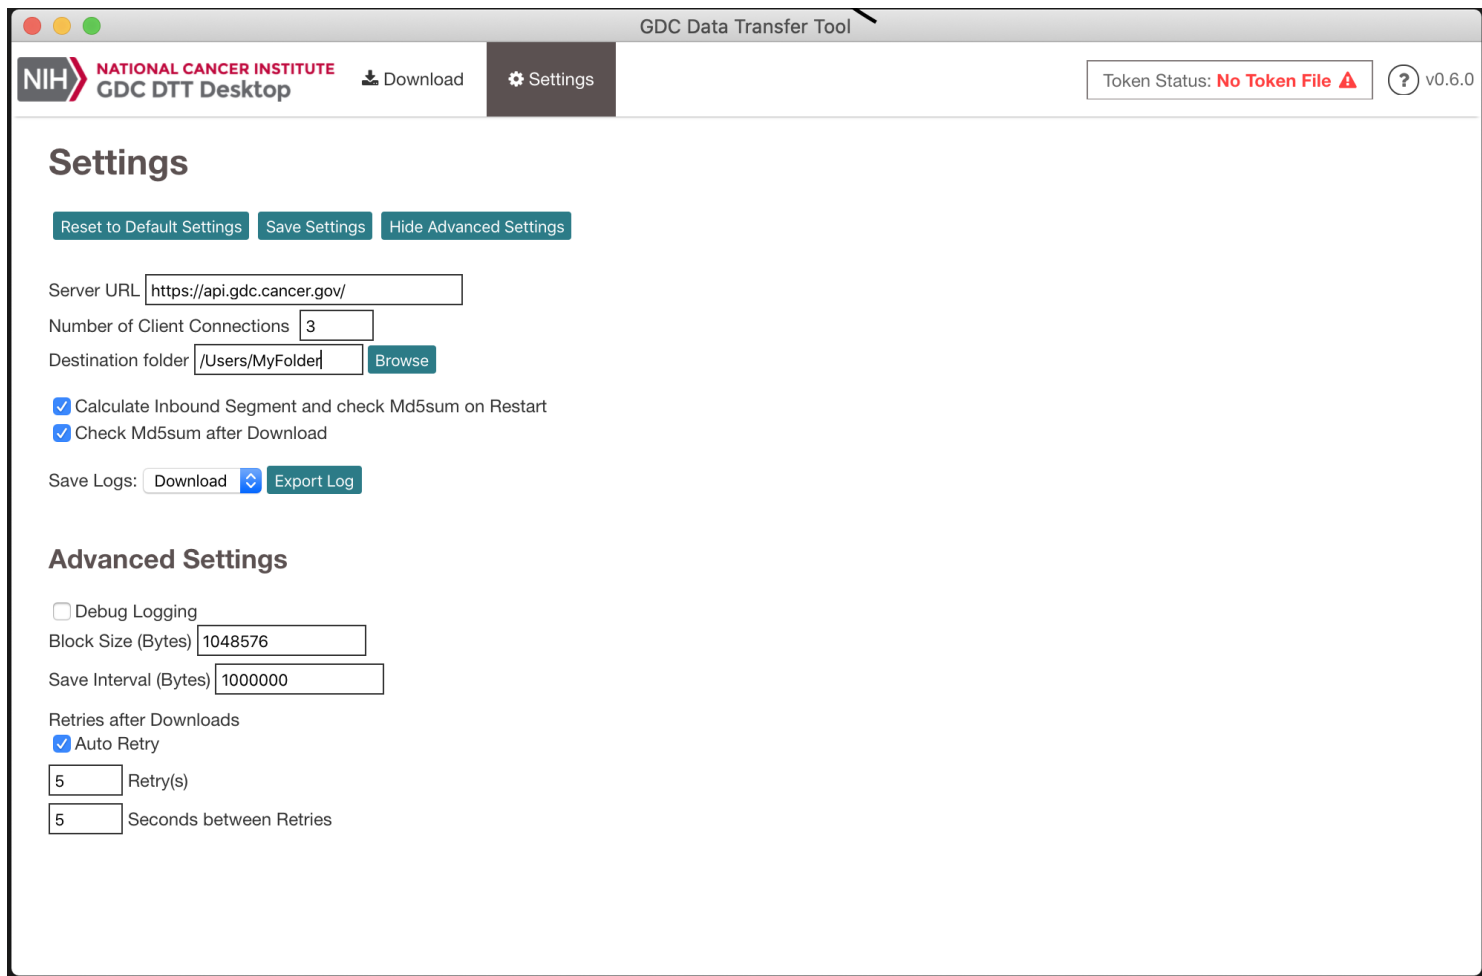 GDC Data Transfer Tool
NIH NATIONAL CANCER INSTITUTE
GDC DTT Desktop
Download
Settings
Token Status: No Token File
? v0.6.0
Settings
Reset to Default Settings Save Settings Hide Advanced Settings
Server URL https://api.gdc.cancer.gov/
Number of Client Connections 3
Destination folder /Users/MyFolder Browse
Calculate Inbound Segment and check Md5sum on Restart
Check Md5sum after Download
Save Logs: Download Export Log
Advanced Settings
Debug Logging
Block Size (Bytes) 1048576
Save Interval (Bytes) 1000000
Retries after Downloads
Auto Retry
5 Retry(s)
5 Seconds between Retries